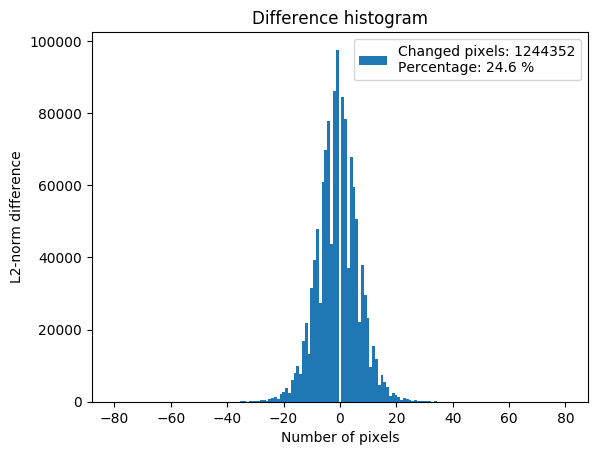 Difference histogram
Changed pixels: 1244352
Percentage: 24.6 %
L2-norm difference
100000
80000
60000
40000
20000
0
−80 −60 −40 −20 0 20 40 60 80
Number of pixels